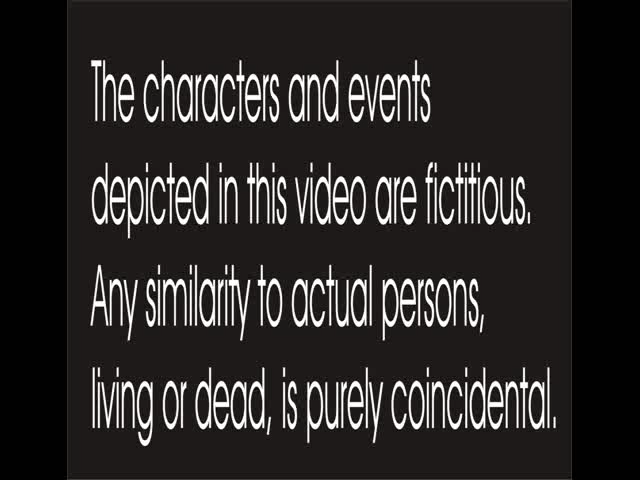 The characters and events
depicted in this video are fictitious.
Any similarity to actual persons,
living or dead, is purely coincidental.